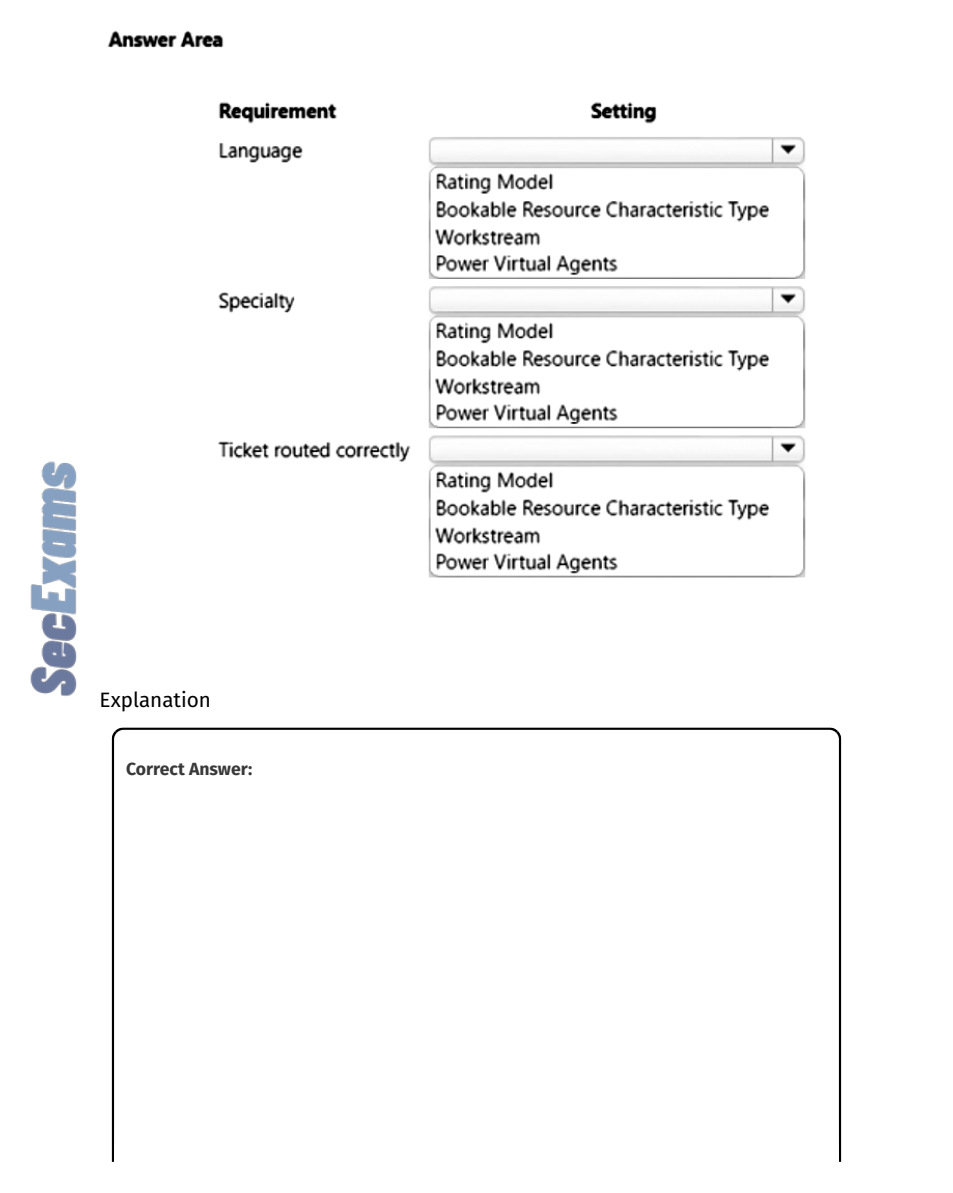 Answer Area
Requirement Setting
Language
Rating Model
Bookable Resource Characteristic Type
Workstream
Power Virtual Agents
Specialty
Rating Model
Bookable Resource Characteristic Type
Workstream
Power Virtual Agents
Ticket routed correctly
Rating Model
Bookable Resource Characteristic Type
Workstream
Power Virtual Agents
SecExams
Explanation
Correct Answer: